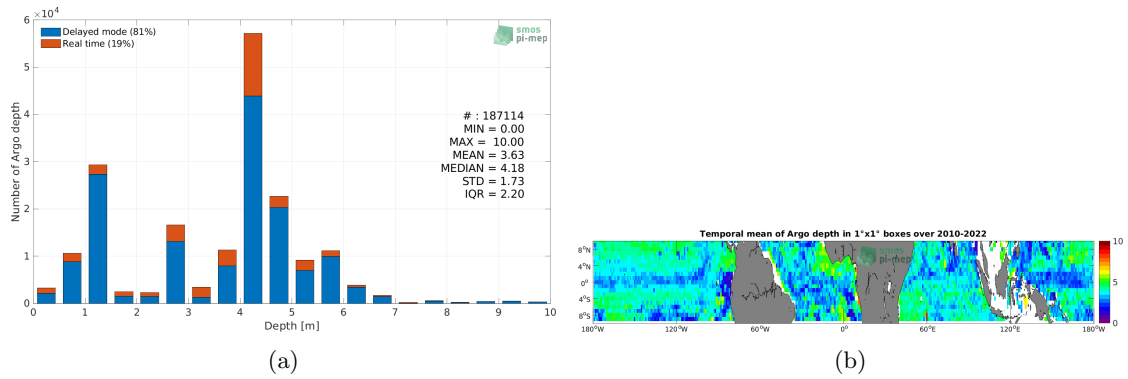 6 ×10⁴
Delayed mode (81%)
Real time (19%)
smos
pi-mep
5
4
3
2
1
0
Number of Argo depth
# : 187114
MIN = 0.00
MAX = 10.00
MEAN = 3.63
MEDIAN = 4.18
STD = 1.73
IQR = 2.20
0 1 2 3 4 5 6 7 8 9 10
Depth [m]
(a)
Temporal mean of Argo depth in 1°x1° boxes over 2010-2022
smos
pi-mep
8°N
4°N
0°
4°S
8°S
180°W 120°W 60°W 0° 60°E 120°E 180°W
10
5
0
(b)